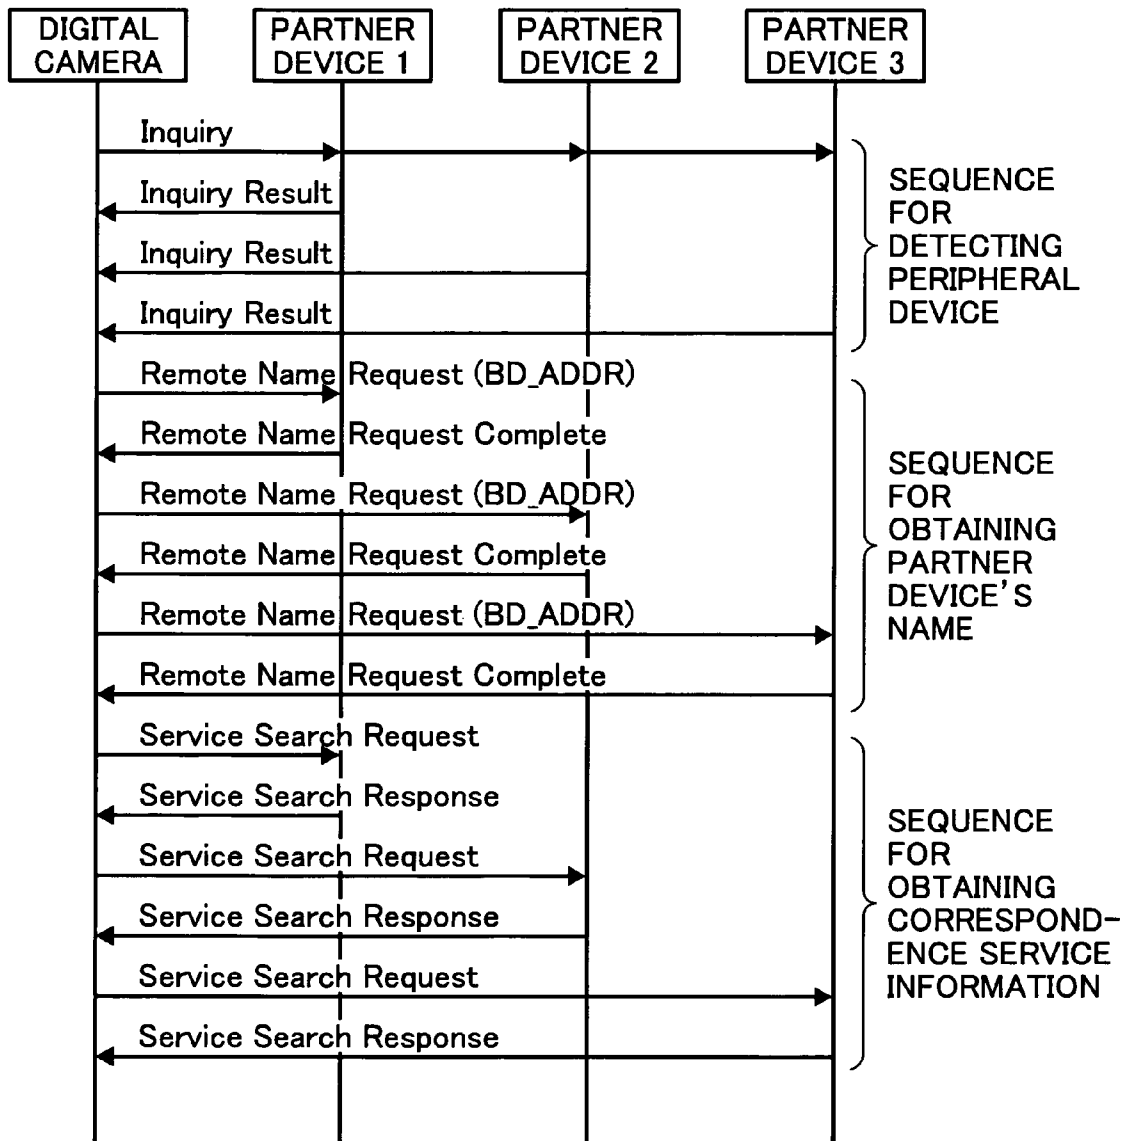 DIGITAL
CAMERA
PARTNER
DEVICE 1
PARTNER
DEVICE 2
PARTNER
DEVICE 3
Inquiry
Inquiry Result
Inquiry Result
Inquiry Result
SEQUENCE
FOR
DETECTING
PERIPHERAL
DEVICE
Remote Name Request (BD_ADDR)
Remote Name Request Complete
Remote Name Request (BD_ADDR)
Remote Name Request Complete
Remote Name Request (BD_ADDR)
Remote Name Request Complete
SEQUENCE
FOR
OBTAINING
PARTNER
DEVICE'S
NAME
Service Search Request
Service Search Response
Service Search Request
Service Search Response
Service Search Request
Service Search Response
SEQUENCE
FOR
OBTAINING
CORRESPOND-
ENCE SERVICE
INFORMATION